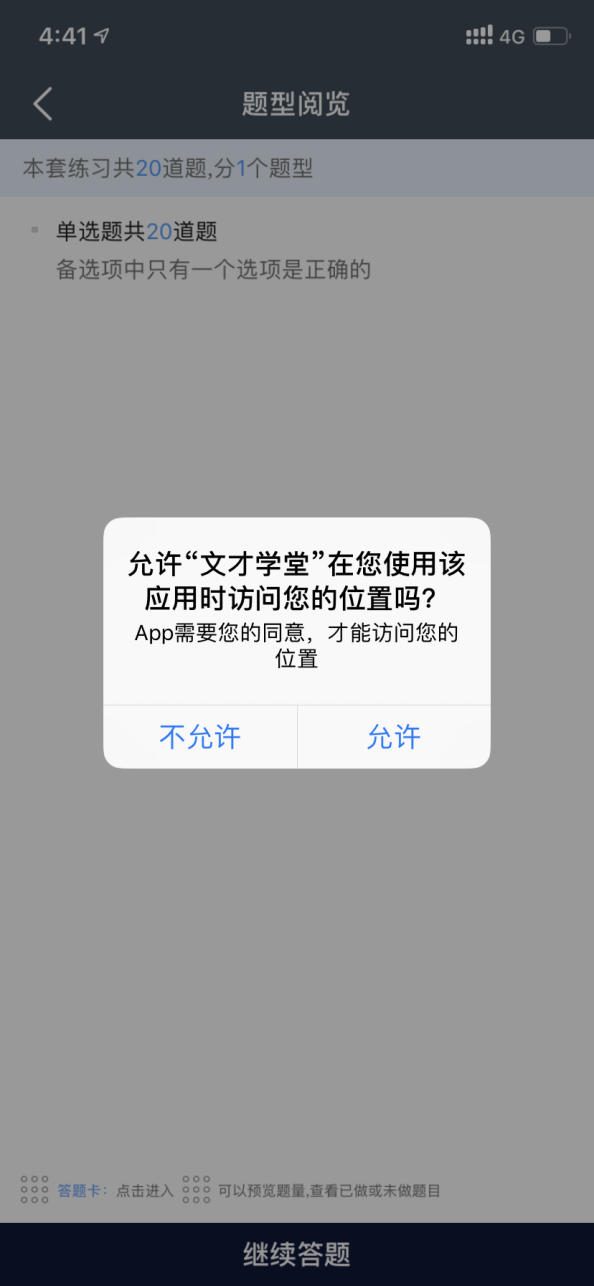 4:41
4G
题型阅览
本套练习共20道题,分1个题型
单选题共20道题
备选项中只有一个选项是正确的
允许“文才学堂”在您使用该
应用时访问您的位置吗？
App需要您的同意，才能访问您的
位置
不允许
允许
答题卡：点击进入 可以预览题量,查看已做或未做题目
继续答题